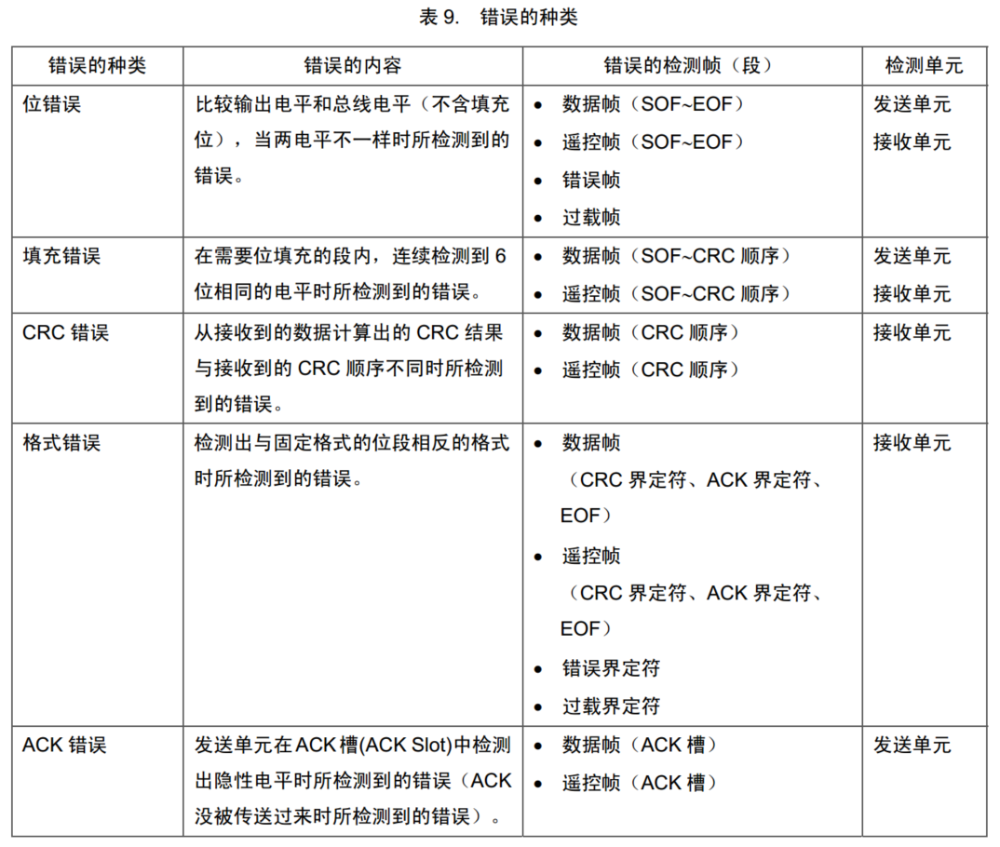 表 9. 错误的种类
错误的种类
错误的内容
错误的检测帧（段）
检测单元
位错误
比较输出电平和总线电平（不含填充
位），当两电平不一样时所检测到的
错误。
• 数据帧（SOF~EOF）
• 遥控帧（SOF~EOF）
• 错误帧
• 过载帧
发送单元
接收单元
填充错误
在需要位填充的段内，连续检测到 6
位相同的电平时所检测到的错误。
• 数据帧（SOF~CRC 顺序）
• 遥控帧（SOF~CRC 顺序）
发送单元
接收单元
CRC 错误
从接收到的数据计算出的 CRC 结果
与接收到的 CRC 顺序不同时所检测
到的错误。
• 数据帧（CRC 顺序）
• 遥控帧（CRC 顺序）
接收单元
格式错误
检测出与固定格式的位段相反的格式
时所检测到的错误。
• 数据帧
（CRC 界定符、ACK 界定符、
EOF）
• 遥控帧
（CRC 界定符、ACK 界定符、
EOF）
• 错误界定符
• 过载界定符
接收单元
ACK 错误
发送单元在ACK槽(ACK Slot)中检测
出隐性电平时所检测到的错误（ACK
没被传送过来时所检测到的错误）。
• 数据帧（ACK 槽）
• 遥控帧（ACK 槽）
发送单元